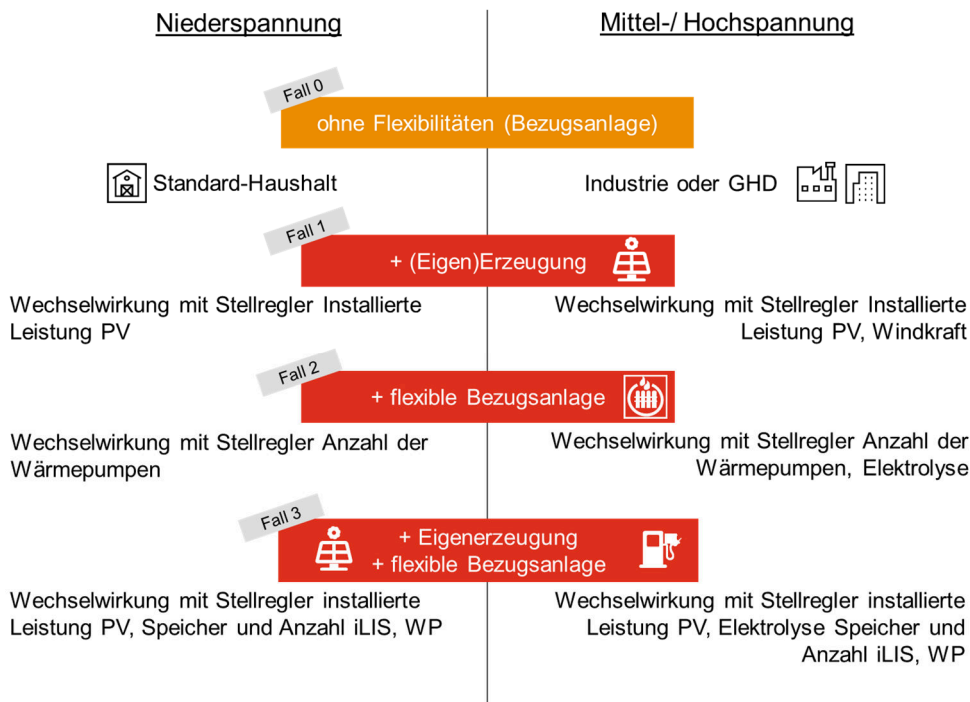 Niederspannung
Mittel-/ Hochspannung
Fall 0
ohne Flexibilitäten (Bezugsanlage)
Standard-Haushalt
Industrie oder GHD
Fall 1
+ (Eigen)Erzeugung
Wechselwirkung mit Stellregler Installierte
Leistung PV
Wechselwirkung mit Stellregler Installierte
Leistung PV, Windkraft
Fall 2
+ flexible Bezugsanlage
Wechselwirkung mit Stellregler Anzahl der
Wärmepumpen
Wechselwirkung mit Stellregler Anzahl der
Wärmepumpen, Elektrolyse
Fall 3
+ Eigenerzeugung
+ flexible Bezugsanlage
Wechselwirkung mit Stellregler installierte
Leistung PV, Speicher und Anzahl iLIS, WP
Wechselwirkung mit Stellregler installierte
Leistung PV, Elektrolyse Speicher und
Anzahl iLIS, WP